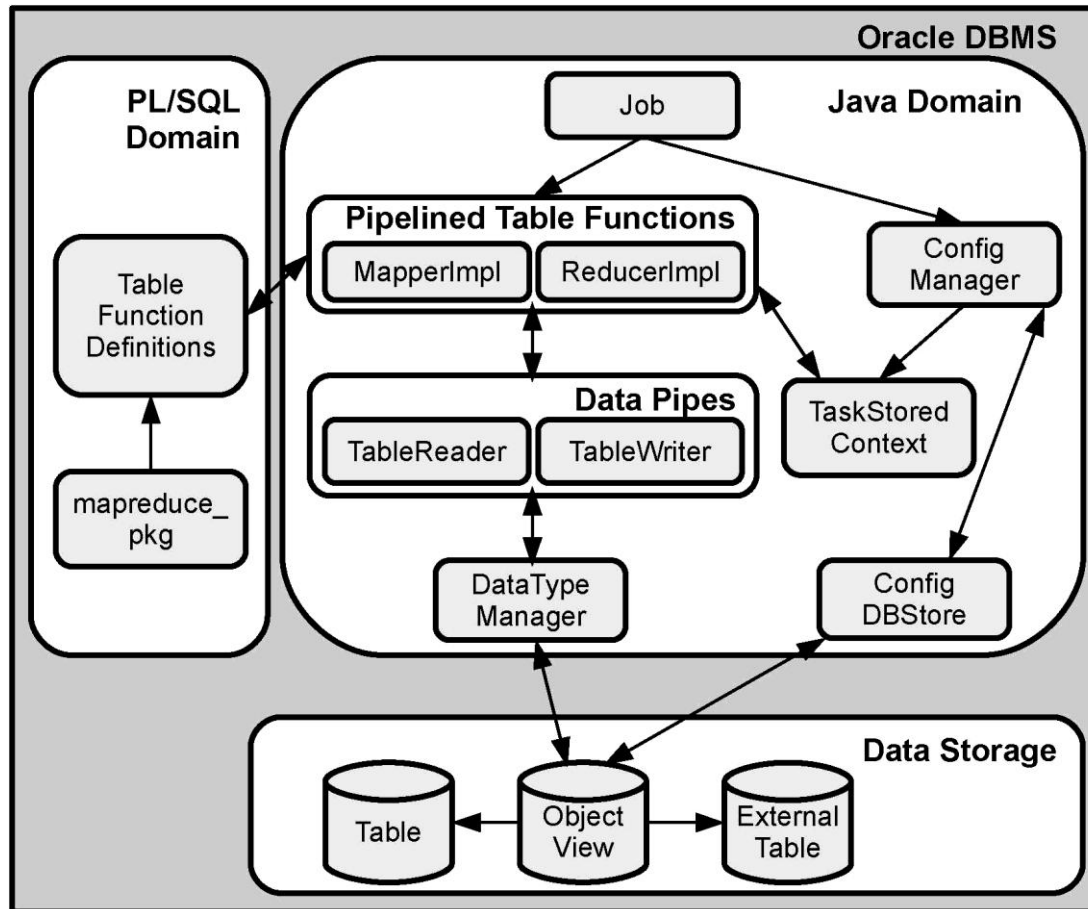 Oracle DBMS
PL/SQL
Domain
Java Domain
Job
Pipelined Table Functions
MapperImpl
ReducerImpl
Config
Manager
Table
Function
Definitions
Data Pipes
TableReader
TableWriter
TaskStored
Context
mapreduce_
pkg
DataType
Manager
Config
DBStore
Data Storage
Table
Object
View
External
Table